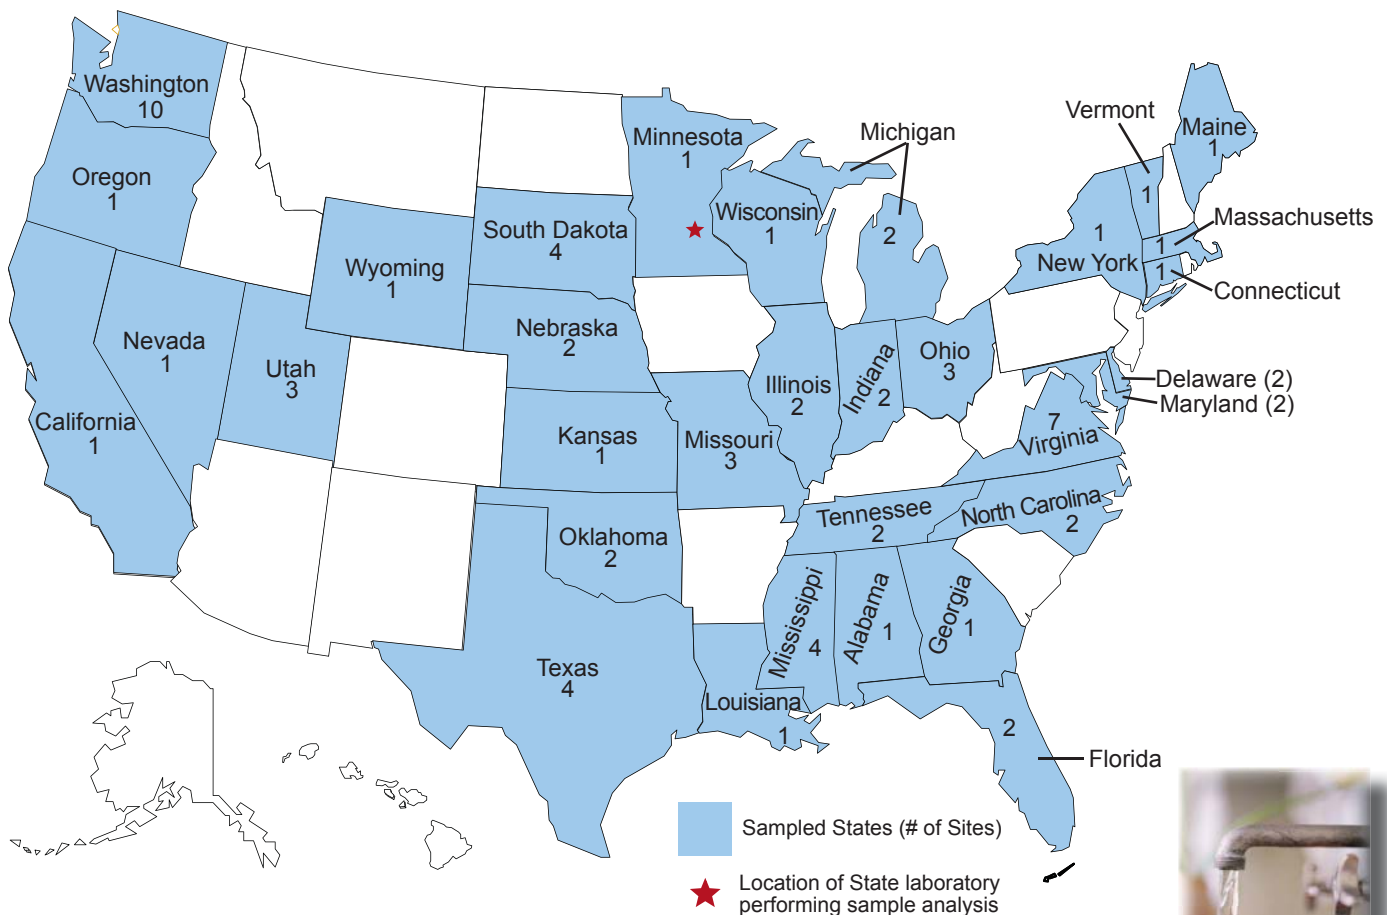 Washington
10
Oregon
1
California
1
Nevada
1
Utah
3
Wyoming
1
South Dakota
4
Nebraska
2
Kansas
1
Oklahoma
2
Texas
4
Minnesota
1
Wisconsin
1
Michigan
2
Illinois
2
Indiana
2
Ohio
3
Missouri
3
Tennessee
2
Mississippi
4
Alabama
1
Georgia
1
Louisiana
1
2
Florida
North Carolina
2
7
Virginia
Delaware (2)
Maryland (2)
1
New York
Vermont
1
Maine
1
Massachusetts
1
Connecticut
1
Sampled States (# of Sites)
Location of State laboratory
performing sample analysis